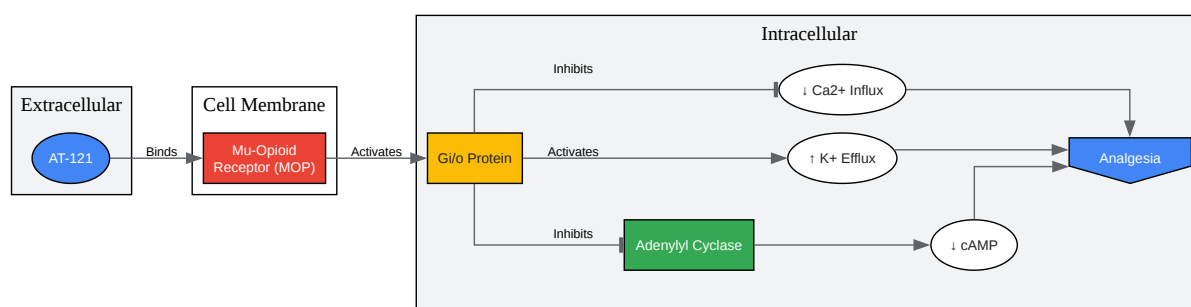 Intracellular
Inhibits
↓ Ca2+ Influx
Extracellular
Cell Membrane
AT-121
Binds
Mu-Opioid
Receptor (MOP)
Activates
Gi/o Protein
Activates
↑ K+ Efflux
Analgesia
Inhibits
Adenylyl Cyclase
↓ cAMP